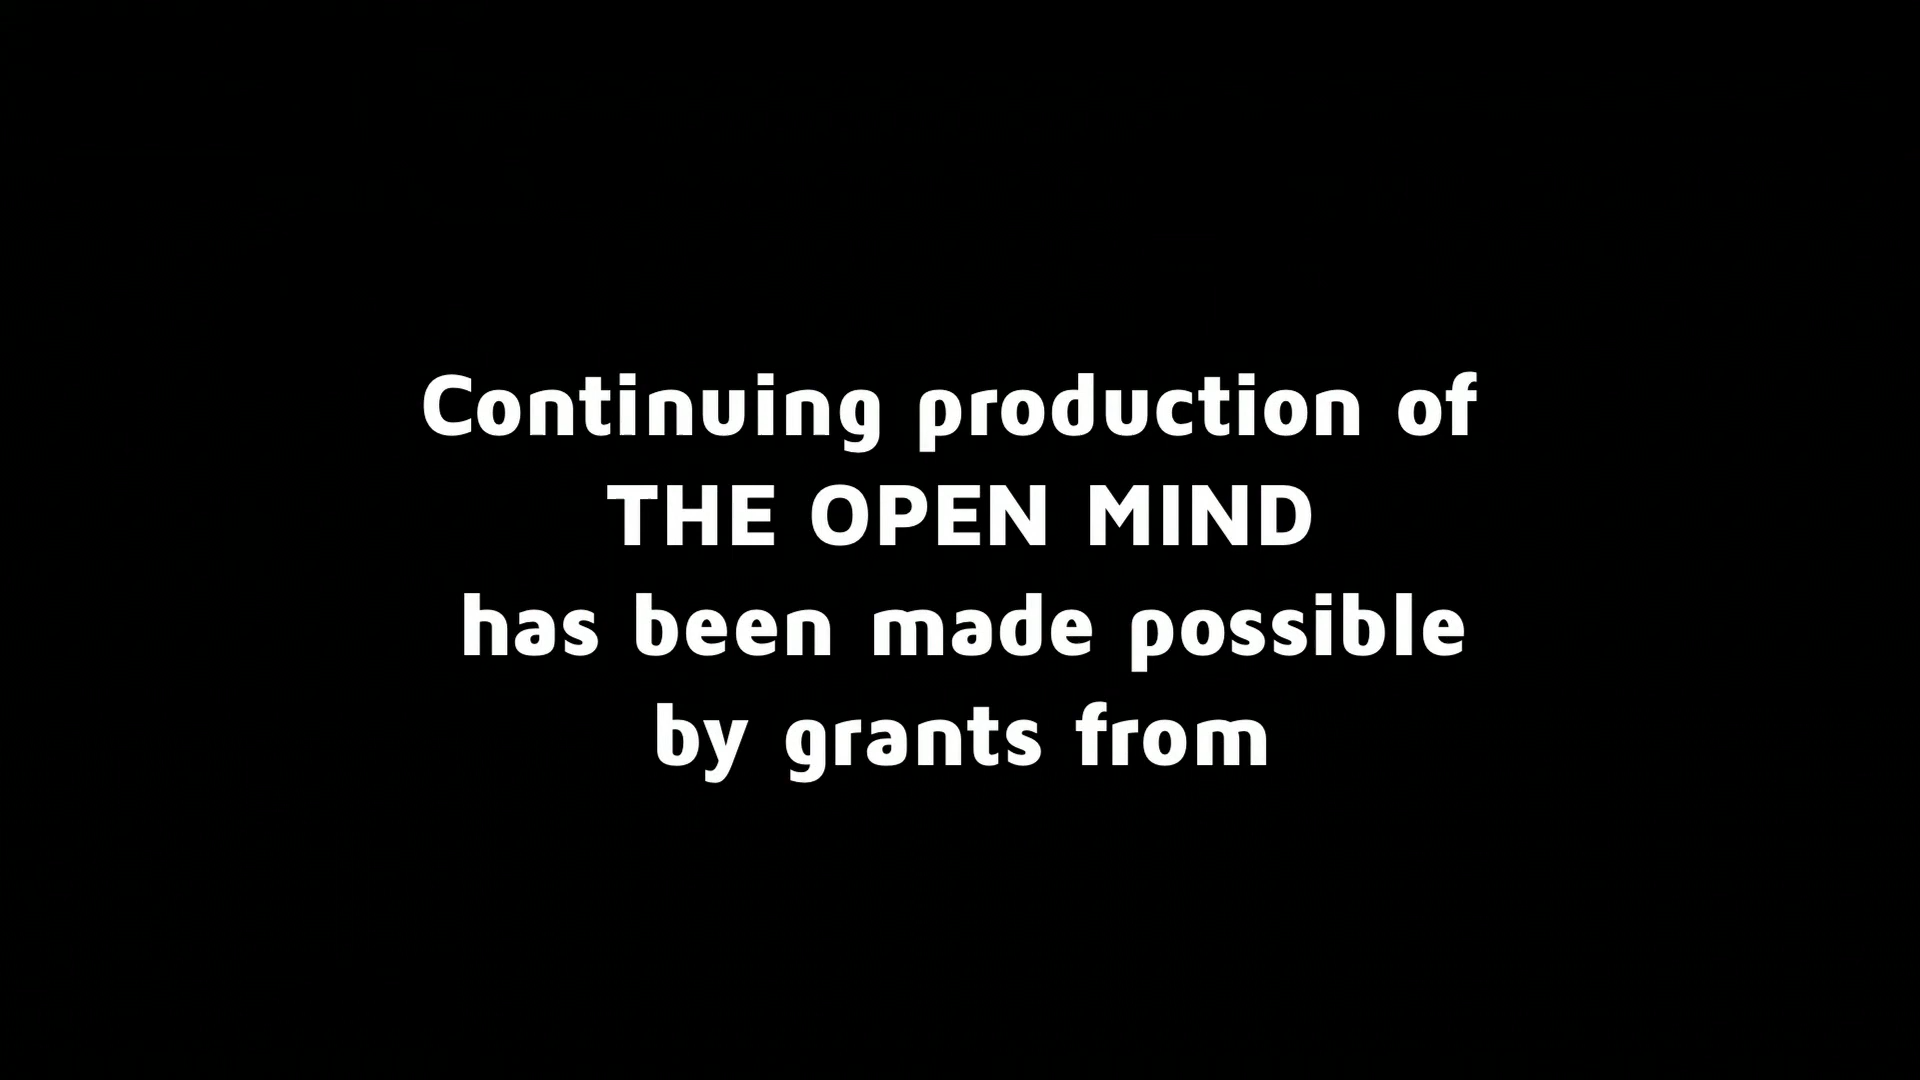 Continuing production of
THE OPEN MIND
has been made possible
by grants from